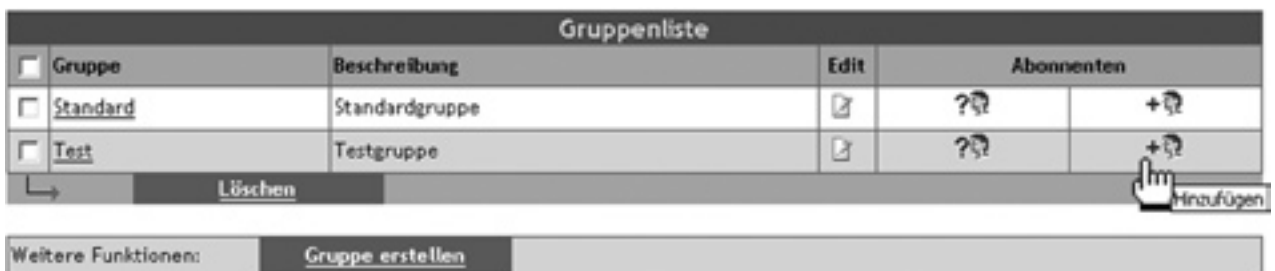 Gruppenliste
Gruppe Beschreibung Edit Abonnenten
Standard Standardgruppe ? +
Test Testgruppe ? +
Löschen
Hinzufügen
Weitere Funktionen: Gruppe erstellen